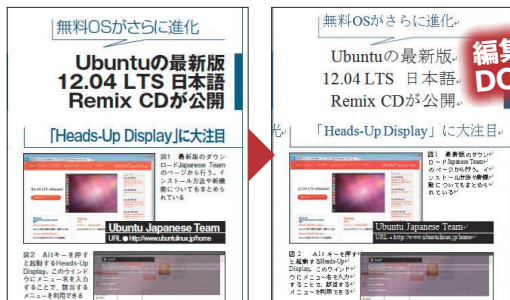 無料OSがさらに進化
Ubuntuの最新版
12.04 LTS 日本語
Remix CDが公開
「Heads-Up Display」に大注目
図1 最新版のダウン
ロードJapanese Team
のページから行う。イ
ンストール方法や新機
能についてもまとめら
れている
Ubuntu Japanese Team
URL ● http://www.ubuntulinux.jp/home
図2 Altキーを押す
と起動するHeads-Up
Display。このウインド
ウにメニュー名を入力
することで、該当する
メニューを利用できる
無料OSがさらに進化
Ubuntuの最新版
12.04 LTS 日本語
Remix CDが公開
編集
DO
「Heads-Up Display」に大注目
図1 最新版のダウン
ロードJapanese Team
のページから行う。イ
ンストール方法や新機
能についてもまとめら
れている
Ubuntu Japanese Team
URL ● http://www.ubuntulinux.jp/home
図2 Altキーを押す
と起動するHeads-Up
Display。このウインド
ウにメニュー名を入力
することで、該当する
メニューを利用できる